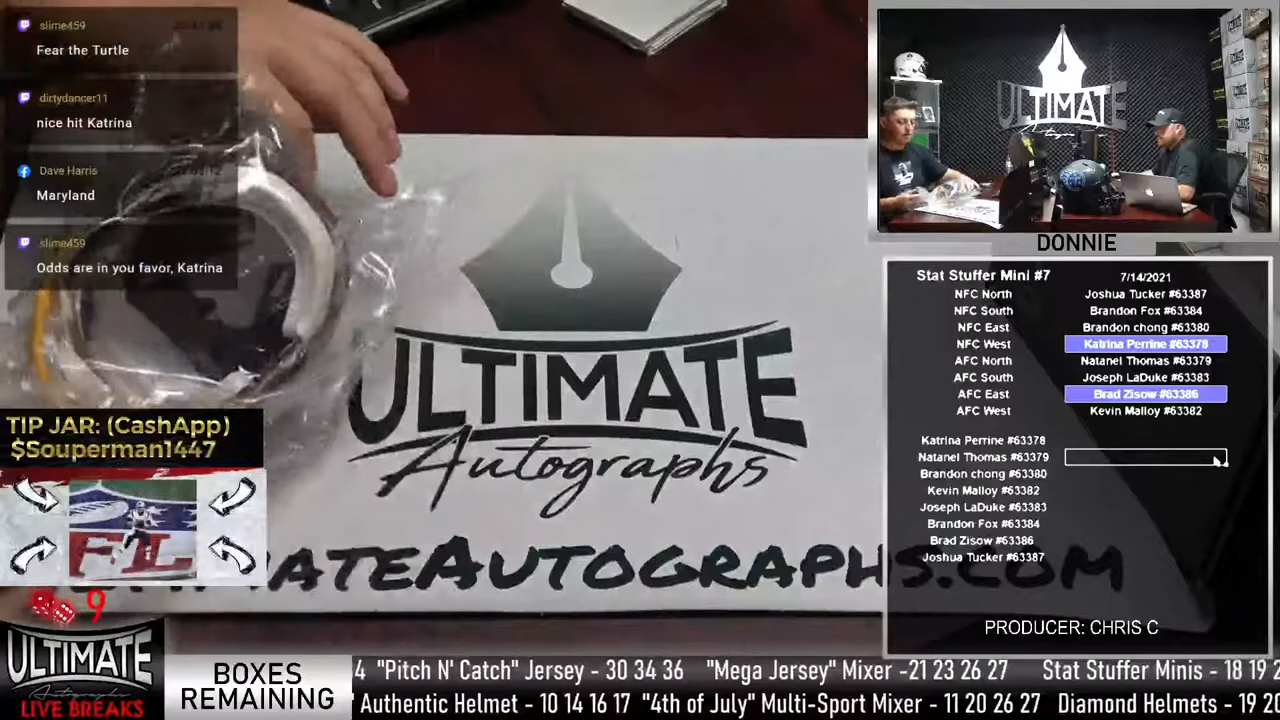 slime459
Fear the Turtle
dirtydancer11
nice hit Katrina
Dave Harris
Maryland
slime459
Odds are in you favor, Katrina
ULTIMATE
DONNIE
Stat Stuffer Mini #7 7/14/2021
NFC North Joshua Tucker #63387
NFC South Brandon Fox #63384
NFC East Brandon chong #63380
NFC West Katrina Perrine #63378
AFC North Natanel Thomas #63379
AFC South Joseph LaDuke #63383
AFC East Brad Zisow #63386
AFC West Kevin Malloy #63382
Katrina Perrine #63378
Natanel Thomas #63379
Brandon chong #63380
Kevin Malloy #63382
Joseph LaDuke #63383
Brandon Fox #63384
Brad Zisow #63386
Joshua Tucker #63387
PRODUCER: CHRIS C
ULTIMATE
Autographs
MATEAUTOGRAPHS.COM
TIP JAR: (CashApp)
$Souperman1447
FL
9
ULTIMATE
Autographs
LIVE BREAKS
BOXES
REMAINING
4 "Pitch N' Catch" Jersey - 30 34 36 "Mega Jersey" Mixer -21 23 26 27 Stat Stuffer Minis - 18 19 2
Authentic Helmet - 10 14 16 17 "4th of July" Multi-Sport Mixer - 11 20 26 27 Diamond Helmets - 19 20